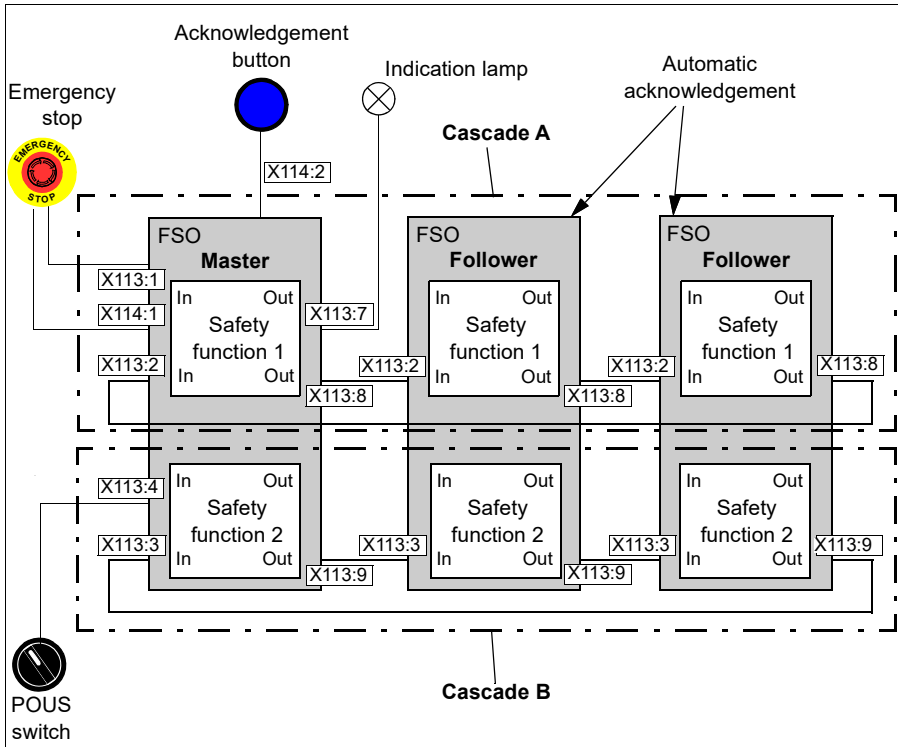 Acknowledgement
button
Indication lamp
Automatic
acknowledgement
Emergency
stop
EMERGENCY
STOP
Cascade A
X114:2
FSO
Master
FSO
Follower
FSO
Follower
X113:1
X114:1
X113:2
In Out
Safety
function 1
In Out
X113:7
X113:8
X113:2
In Out
Safety
function 1
In Out
X113:8
X113:2
In Out
Safety
function 1
In Out
X113:8
X113:4
X113:3
In Out
Safety
function 2
In Out
X113:9
X113:3
In Out
Safety
function 2
In Out
X113:9
X113:3
In Out
Safety
function 2
In Out
X113:9
POUS
switch
Cascade B